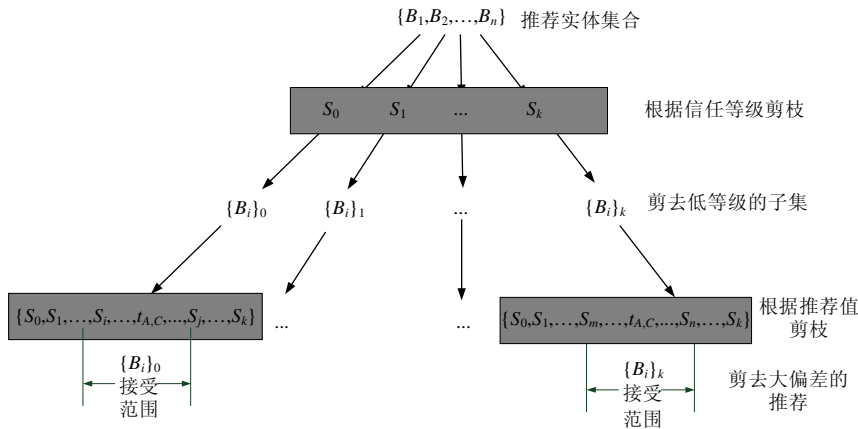 {B1,B2,…,Bn} 推荐实体集合
S0 S1 ... Sk 根据信任等级剪枝
{Bi}0 {Bi}1 ... {Bi}k 剪去低等级的子集
{S0,S1,…,Si,…,tA,C,...,Sj,…,Sk} ... ... {S0,S1,…,Sm,…,tA,C,...,Sn,…,Sk}
根据推荐值
剪枝
{Bi}0
接受
范围
{Bi}k
接受
范围
剪去大偏差的
推荐